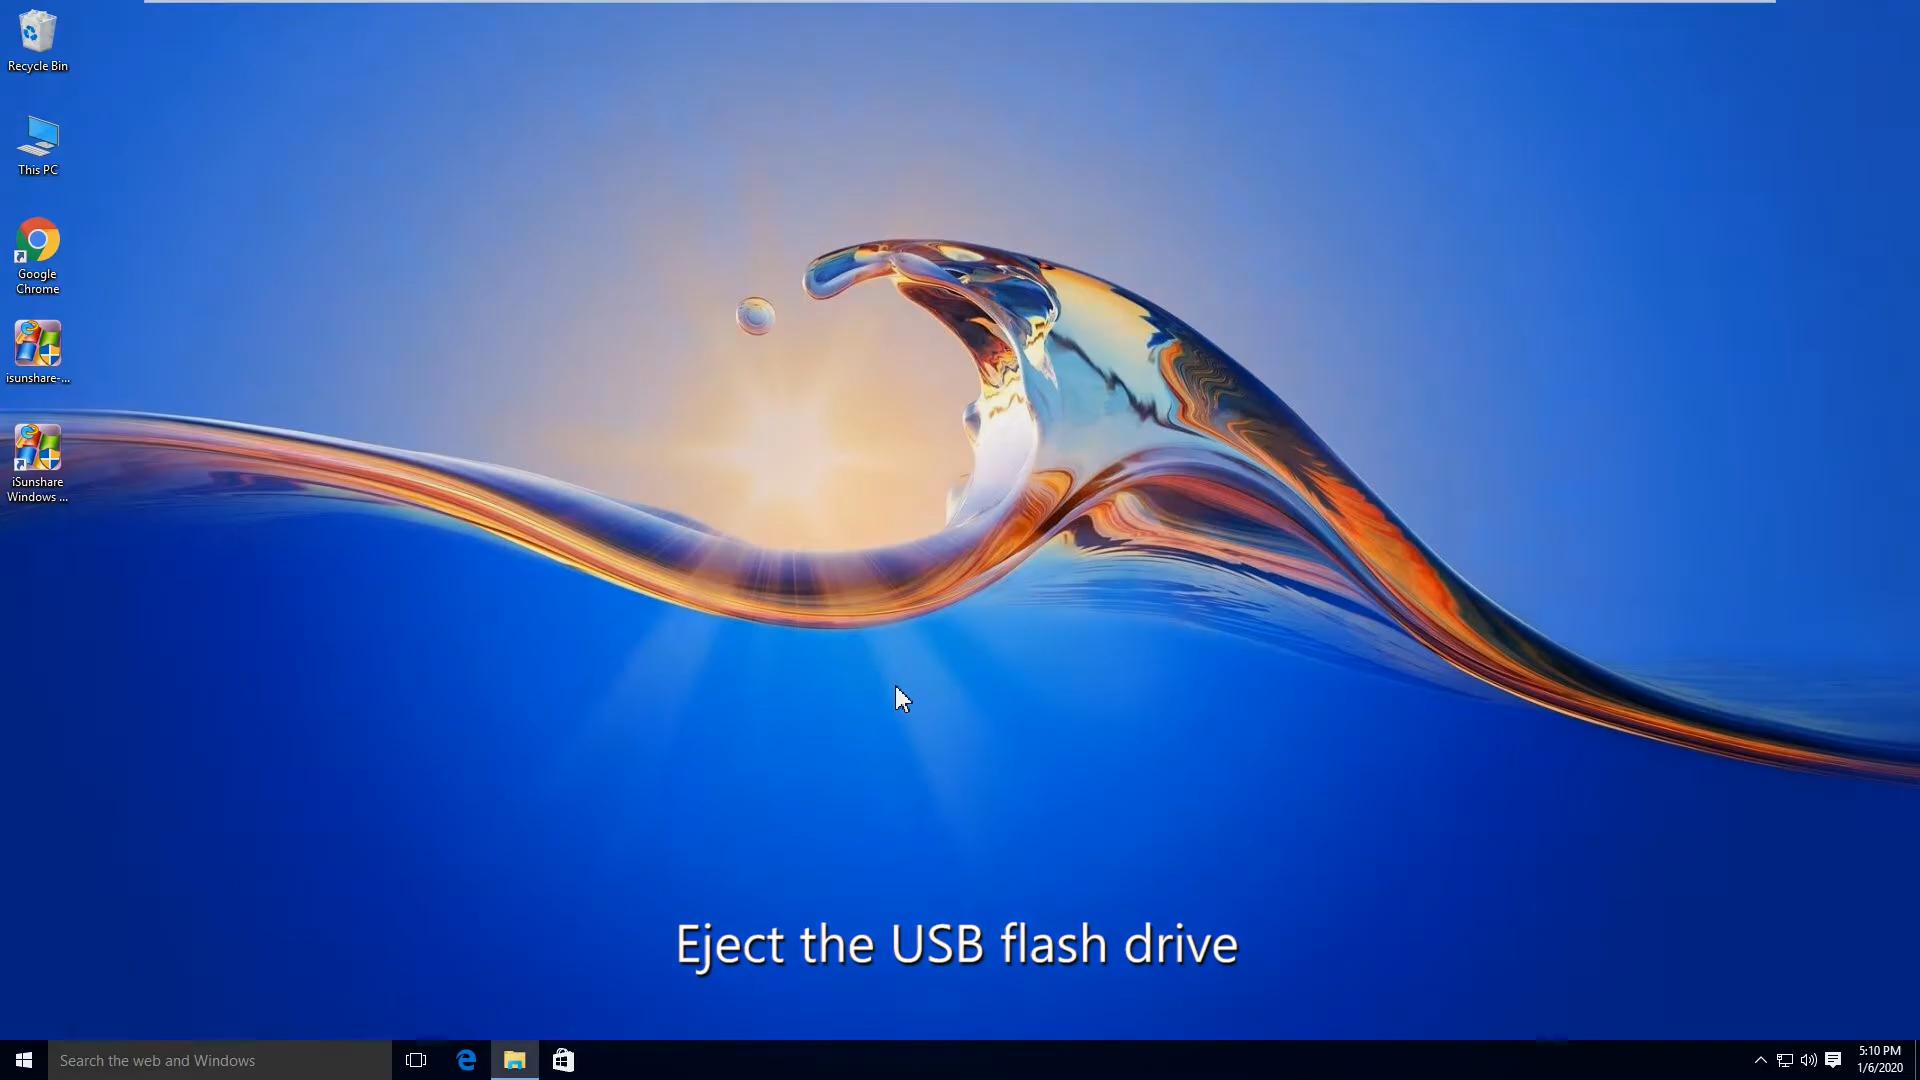 Recycle Bin
This PC
Google
Chrome
isunshare-...
iSunshare
Windows ...
Eject the USB flash drive
Search the web and Windows
5:10 PM
1/6/2020